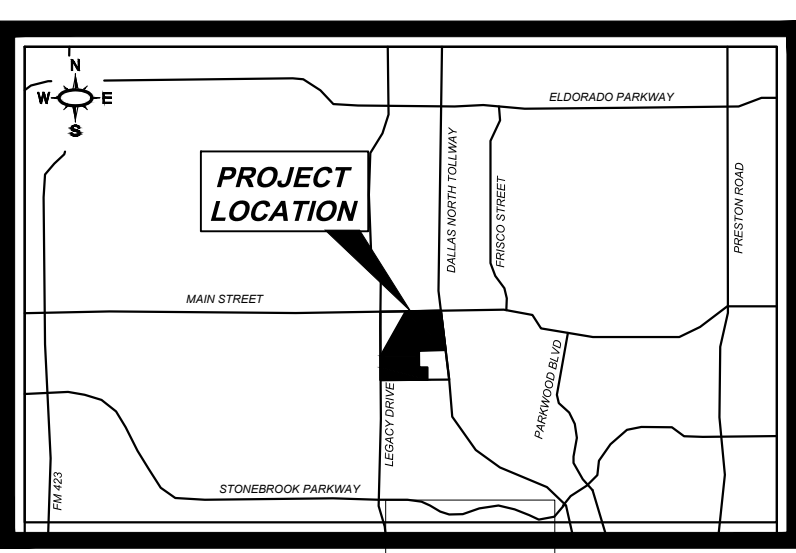 N
W E
S
ELDORADO PARKWAY
PROJECT
LOCATION
DALLAS NORTH TOLLWAY
FRISCO STREET
PRESTON ROAD
MAIN STREET
PARKWOOD BLVD
LEGACY DRIVE
FM 423
STONEBROOK PARKWAY